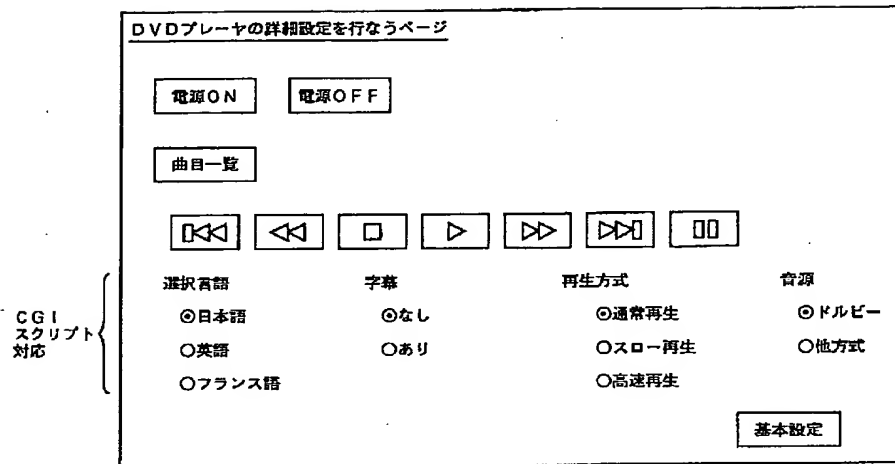 DVDプレーヤの詳細設定を行なうページ
電源ON 電源OFF
曲目一覧
選択言語 字幕 再生方式 音源
CGI
スクリプト
対応
◉日本語 ◉なし ◉通常再生 ◉ドルビー
○英語 ○あり ○スロー再生 ○他方式
○フランス語 ○高速再生
基本設定